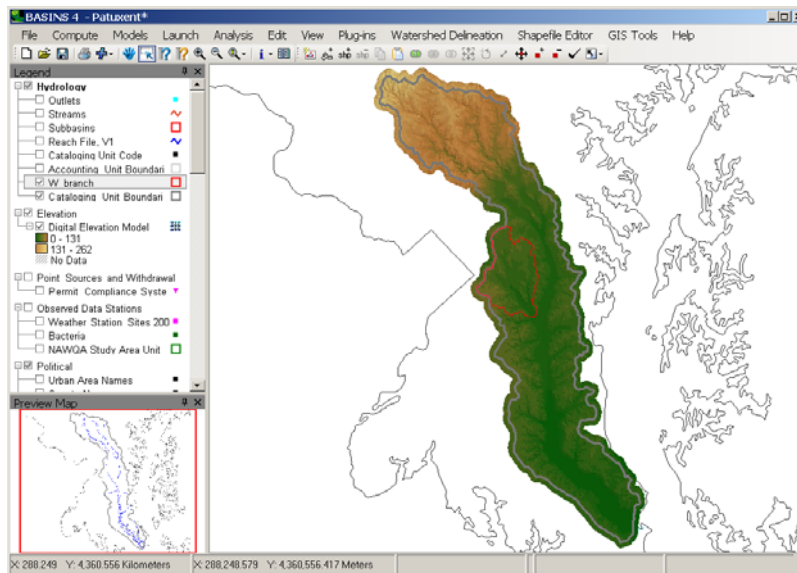 BASINS 4 - Patuxent*
File Compute Models Launch Analysis Edit View Plug-ins Watershed Delineation Shapefile Editor GIS Tools Help
Legend
Hydrology
Outlets
Streams
Subbasins
Reach File, V1
Cataloging Unit Code
Accounting Unit Boundari
W_branch
Cataloging Unit Boundari
Elevation
Digital Elevation Model
0 - 131
131 - 262
No Data
Point Sources and Withdrawal
Permit Compliance Syste
Observed Data Stations
Weather Station Sites 200
Bacteria
NAWQA Study Area Unit
Political
Urban Area Names
Preview Map
X: 288.249 Y: 4,360.556 Kilometers X: 288,248.579 Y: 4,360,556.417 Meters